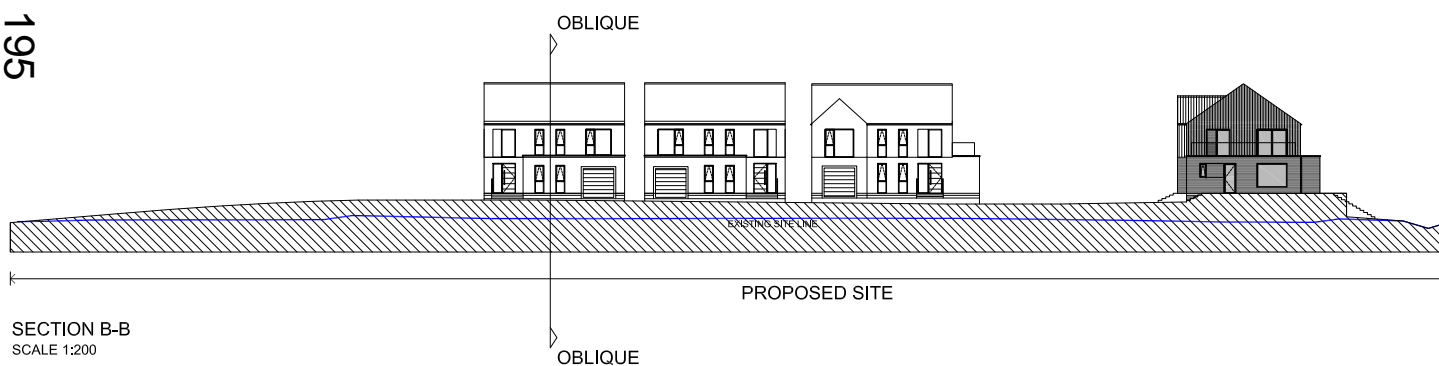 195
OBLIQUE
EXISTING SITE LINE
PROPOSED SITE
SECTION B-B
SCALE 1:200
OBLIQUE